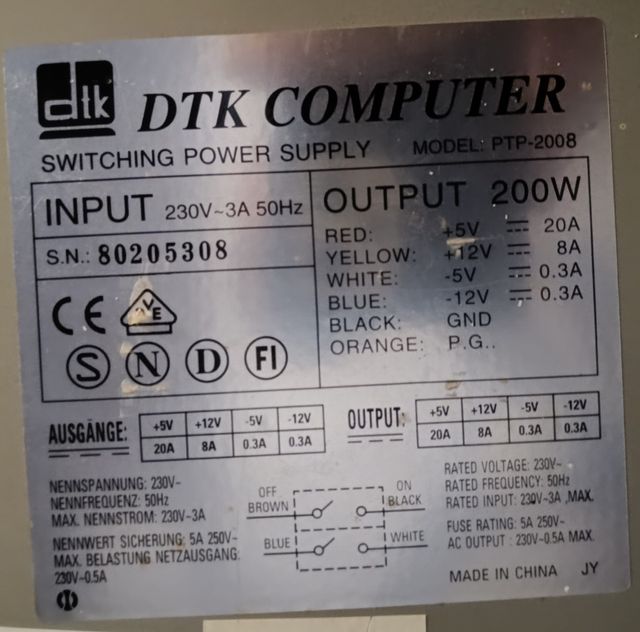 dtk
DTK COMPUTER
SWITCHING POWER SUPPLY MODEL: PTP-2008
INPUT 230V~3A 50Hz
S.N.: 80205308
OUTPUT 200W
RED: +5V 20A
YELLOW: +12V 8A
WHITE: -5V 0.3A
BLUE: -12V 0.3A
BLACK: GND
ORANGE: P.G..
CE VE
S N D FI
AUSGÄNGE: +5V +12V -5V -12V
20A 8A 0.3A 0.3A
OUTPUT: +5V +12V -5V -12V
20A 8A 0.3A 0.3A
NENNSPANNUNG: 230V~
NENNFREQUENZ: 50Hz
MAX. NENNSTROM: 230V~3A
NENNWERT SICHERUNG: 5A 250V~
MAX. BELASTUNG NETZAUSGANG:
230V~0.5A
OFF ON
BROWN BLACK
BLUE WHITE
RATED VOLTAGE: 230V~
RATED FREQUENCY: 50Hz
RATED INPUT: 230V~3A ,MAX.
FUSE RATING: 5A 250V~
AC OUTPUT : 230V~0.5A MAX.
MADE IN CHINA JY